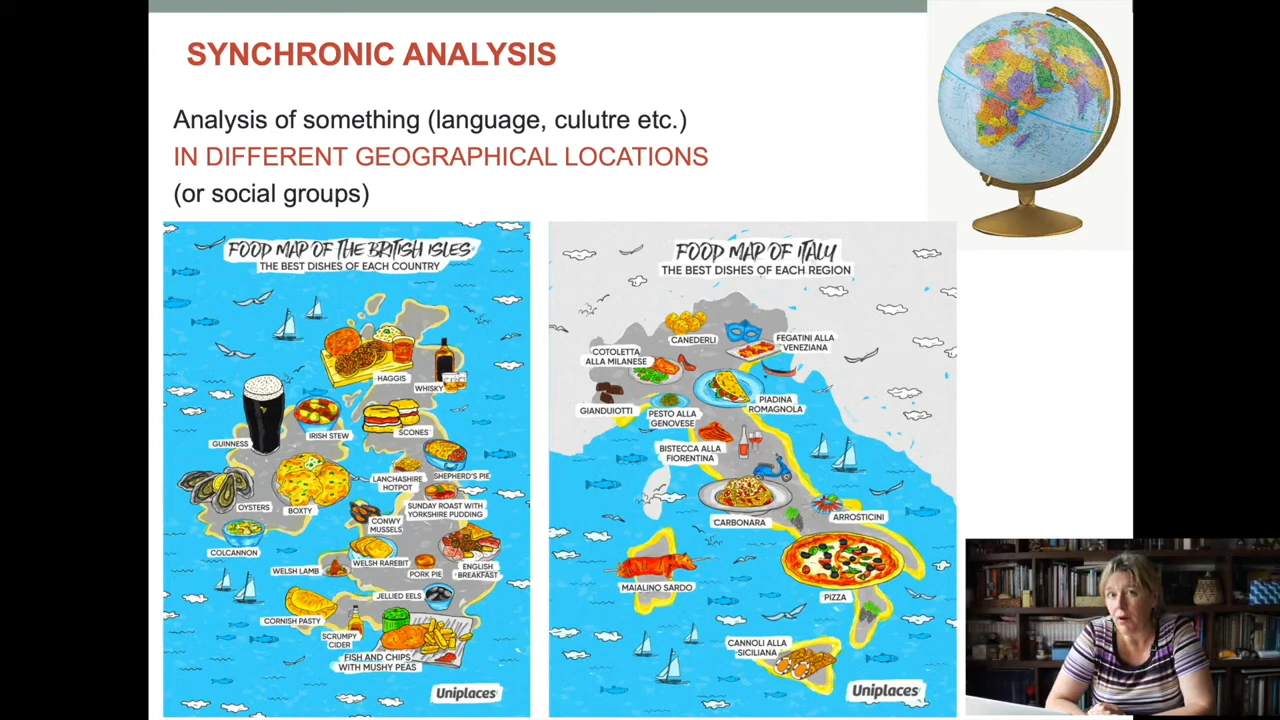 SYNCHRONIC ANALYSIS
Analysis of something (language, culutre etc.)
IN DIFFERENT GEOGRAPHICAL LOCATIONS
(or social groups)
FOOD MAP OF THE BRITISH ISLES
THE BEST DISHES OF EACH COUNTRY
HAGGIS
WHISKY
GUINNESS
IRISH STEW
SCONES
LANCHASHIRE
HOTPOT
SHEPHERD'S PIE
OYSTERS
BOXTY
SUNDAY ROAST WITH
YORKSHIRE PUDDING
CONWY
MUSSELS
COLCANNON
WELSH LAMB
WELSH RAREBIT
PORK PIE
ENGLISH
BREAKFAST
JELLIED EELS
CORNISH PASTY
SCRUMPY
CIDER
FISH AND CHIPS
WITH MUSHY PEAS
Uniplaces
FOOD MAP OF ITALY
THE BEST DISHES OF EACH REGION
CANEDERLI
FEGATINI ALLA
VENEZIANA
COTOLETTA
ALLA MILANESE
GIANDUIOTTI
PESTO ALLA
GENOVESE
PIADINA
ROMAGNOLA
BISTECCA ALLA
FIORENTINA
CARBONARA
ARROSTICINI
MAIALINO SARDO
PIZZA
CANNOLI ALLA
SICILIANA
Uniplaces